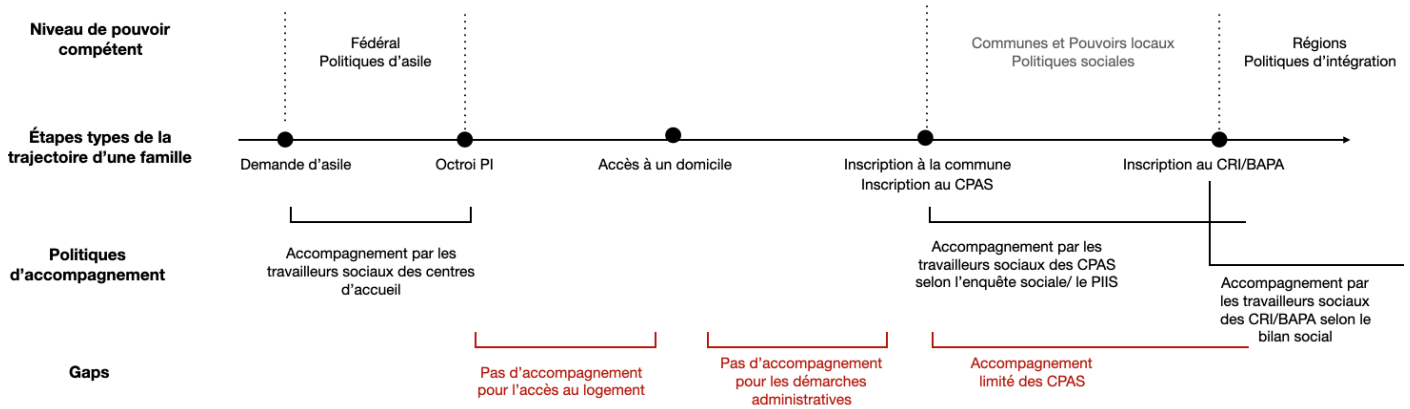 Niveau de pouvoir
compétent
Fédéral
Politiques d'asile
Communes et Pouvoirs locaux
Politiques sociales
Régions
Politiques d'intégration
Étapes types de la
trajectoire d'une famille
Demande d'asile
Octroi PI
Accès à un domicile
Inscription à la commune
Inscription au CPAS
Inscription au CRI/BAPA
Politiques
d'accompagnement
Accompagnement par les
travailleurs sociaux des centres
d'accueil
Accompagnement par les
travailleurs sociaux des CPAS
selon l'enquête sociale/ le PIIS
Accompagnement par
les travailleurs sociaux
des CRI/BAPA selon le
bilan social
Gaps
Pas d'accompagnement
pour l'accès au logement
Pas d'accompagnement
pour les démarches
administratives
Accompagnement
limité des CPAS